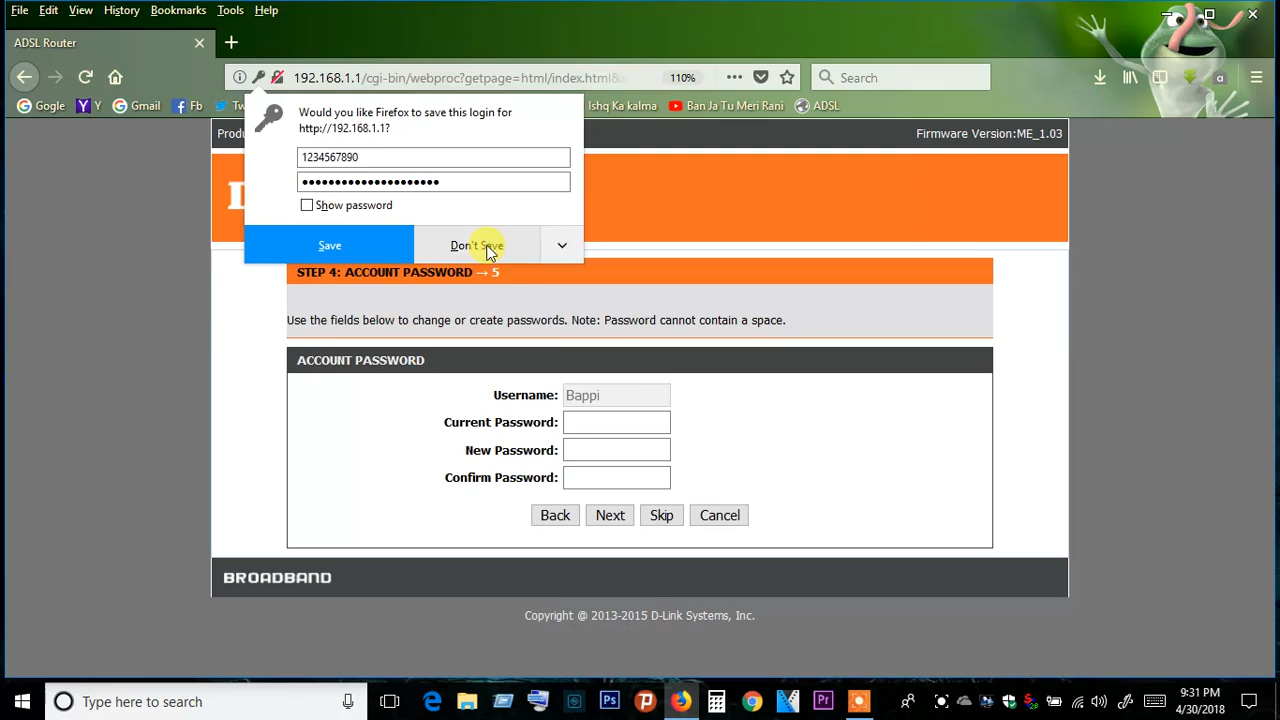 File Edit View History Bookmarks Tools Help
ADSL Router
192.168.1.1/cgi-bin/webproc?getpage=html/index.html& 110% Search
Google Y Gmail Fb Tw Ishq Ka kalma Ban Ja Tu Meri Rani ADSL
Would you like Firefox to save this login for
http://192.168.1.1?
1234567890
•••••••••••••••••••••
Show password
Save Don't Save
Produ Firmware Version:ME_1.03
D
STEP 4: ACCOUNT PASSWORD → 5
Use the fields below to change or create passwords. Note: Password cannot contain a space.
ACCOUNT PASSWORD
Username: Bappi
Current Password:
New Password:
Confirm Password:
Back Next Skip Cancel
BROADBAND
Copyright @ 2013-2015 D-Link Systems, Inc.
Type here to search Ps Pr 9:31 PM
4/30/2018